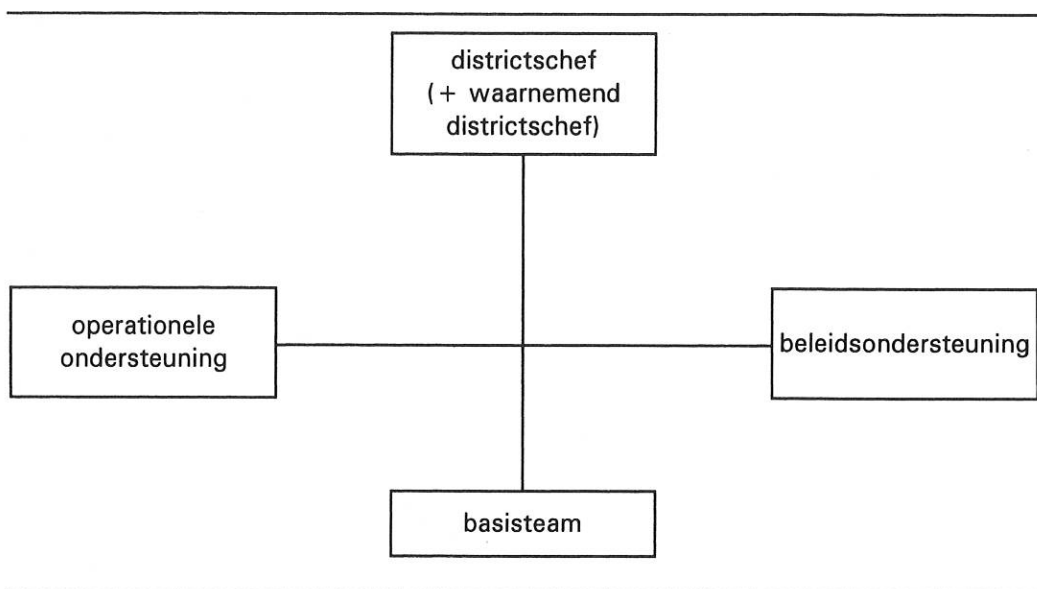 districtschef
(+ waarnemend
districtschef)
operationele
ondersteuning
beleidsondersteuning
basisteam